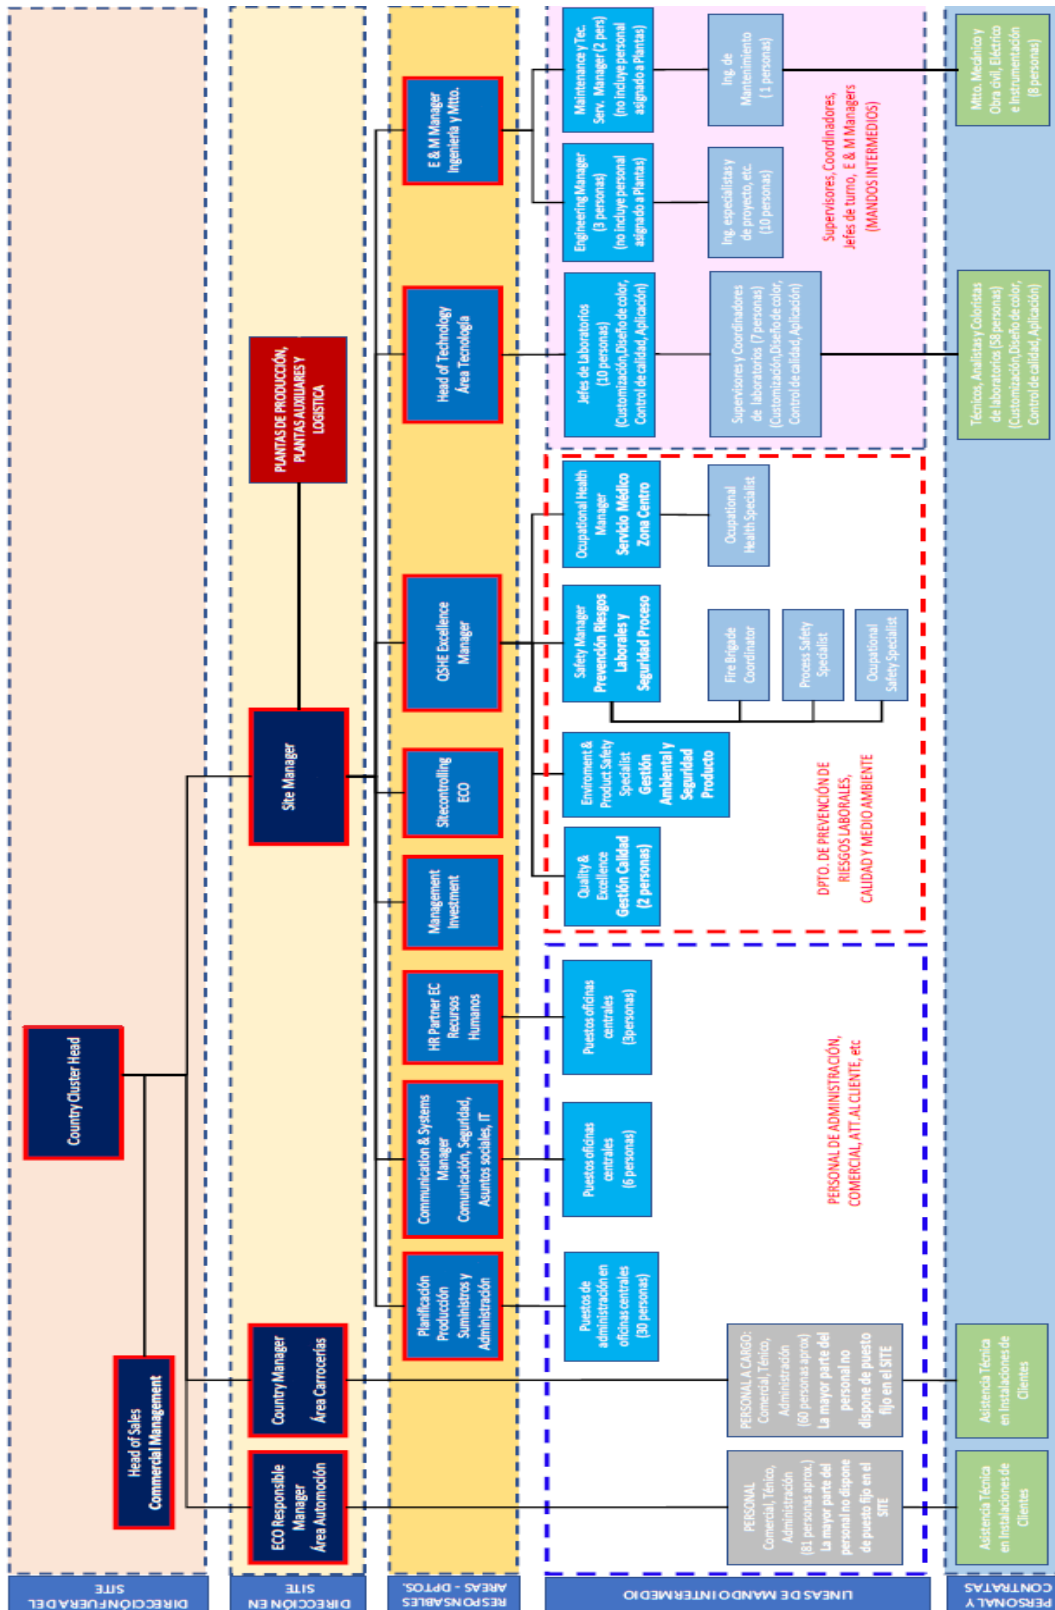 DIRECCIÓN FUERA DEL
SITE
Country Cluster Head
Head of Sales
Commercial Management
DIRECCIÓN EN
SITE
ECO Responsible
Manager
Área Automoción
Country Manager
Área Carrocerías
Site Manager
PLANTAS DE PRODUCCIÓN,
PLANTAS AUXILIARES Y
LOGISTICA
RESPONSABLES
AREAS - DPTOS.
Planificación
Producción
Suministros y
Administración
Communication & Systems
Manager
Comunicación, Seguridad,
Asuntos sociales, IT
HR Partner EC
Recursos
Humanos
Management
Investment
Sitecontrolling
ECO
QSHE Excellence
Manager
Head of Technology
Área Tecnología
E & M Manager
Ingeniería y Mtto.
LINEAS DE MANDO INTERMEDIO
Puestos de
administración en
oficinas centrales
(30 personas)
Puestos oficinas
centrales
(6 personas)
Puestos oficinas
centrales
(3personas)
Quality &
Excellence
Gestión Calidad
(2 personas)
Enviroment &
Product Safety
Specialist
Gestión
Ambiental y
Seguridad
Producto
Safety Manager
Prevención Riesgos
Laborales y
Seguridad Proceso
Ocupational Health
Manager
Servicio Médico
Zona Centro
Jefes de Laboratorios
(10 personas)
(Customización,Diseño de color,
Control de calidad, Aplicación)
Engineering Manager
(3 personas)
(no incluye personal
asignado a Plantas)
Maintenance y Tec.
Serv. Manager (2 pers)
(no incluye personal
asignado a Plantas)
PERSONAL
Comercial, Ténico,
Administración
(81 personas aprox.)
La mayor parte del
personal no dispone
de puesto fijo en el
SITE
PERSONAL A CARGO:
Comercial, Ténico,
Administración
(60 personas aprox)
La mayor parte del
personal no
dispone de puesto
fijo en el SITE
Fire Brigade
Coordinator
Process Safety
Specialist
Ocupational
Safety Specialist
Ocupational
Health Specialist
Supervisores y Coordinadores
de laboratorios (7 personas)
(Customización,Diseño de color,
Control de calidad, Aplicación)
Ing. especialistas y
de proyecto, etc.
(10 personas)
Ing. de
Mantenimiento
( 1 personas)
PERSONAL DE ADMINISTRACIÓN,
COMERCIAL, ATT. AL CLIENTE, etc
DPTO. DE PREVENCIÓN DE
RIESGOS LABORALES,
CALIDAD Y MEDIO AMBIENTE
Supervisores, Coordinadores,
Jefes de turno, E & M Managers
(MANDOS INTERMEDIOS)
PERSONAL Y
CONTRATAS
Asistencia Técnica
en Instalaciones de
Clientes
Asistencia Técnica
en Instalaciones de
Clientes
Técnicos, Analistas y Coloristas
de laboratorios (58 personas)
(Customización,Diseño de color,
Control de calidad, Aplicación)
Mtto. Mecánico y
Obra civil, Eléctrico
e Instrumentación
(8 personas)